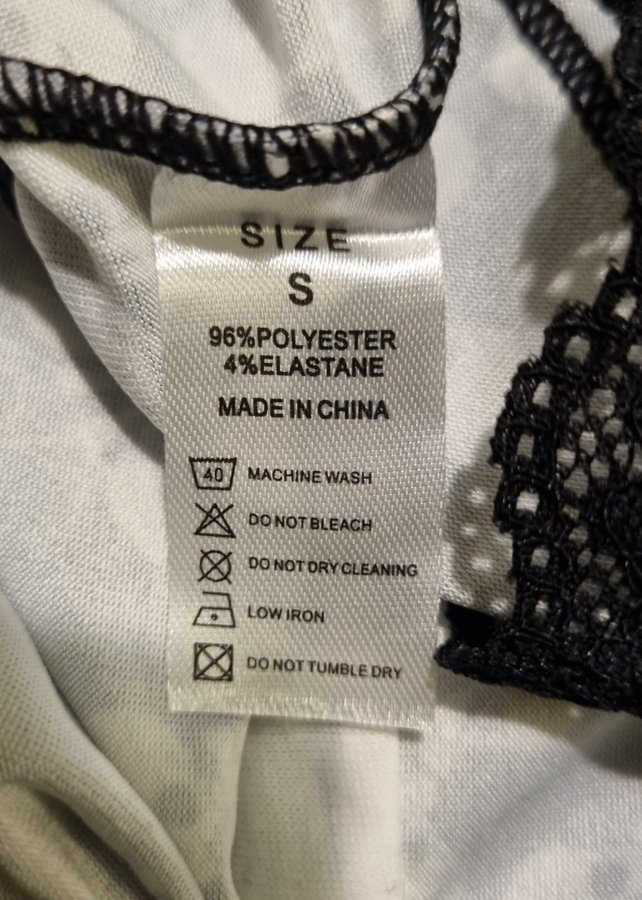 SIZE
S
96%POLYESTER
4%ELASTANE
MADE IN CHINA
40 MACHINE WASH
DO NOT BLEACH
DO NOT DRY CLEANING
LOW IRON
DO NOT TUMBLE DRY